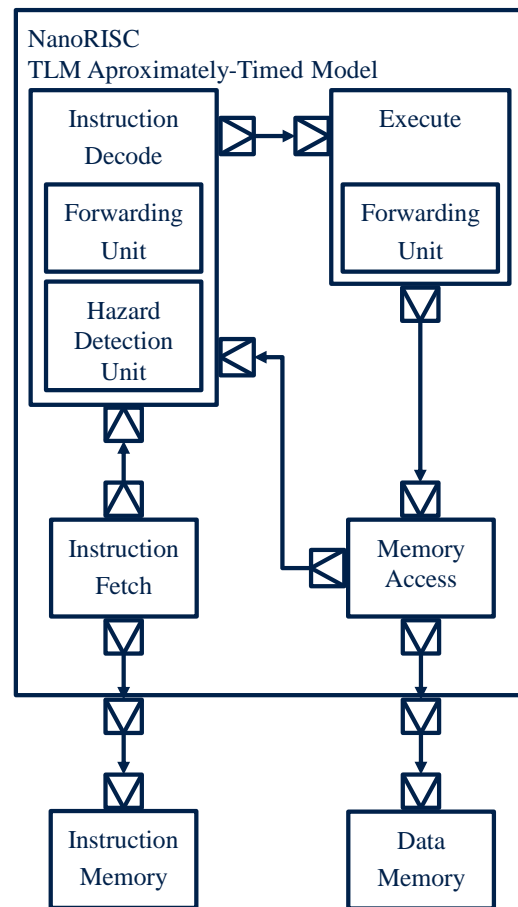 NanoRISC
TLM Aproximately-Timed Model
Instruction
Decode
Execute
Forwarding
Unit
Forwarding
Unit
Hazard
Detection
Unit
Instruction
Fetch
Memory
Access
Instruction
Memory
Data
Memory